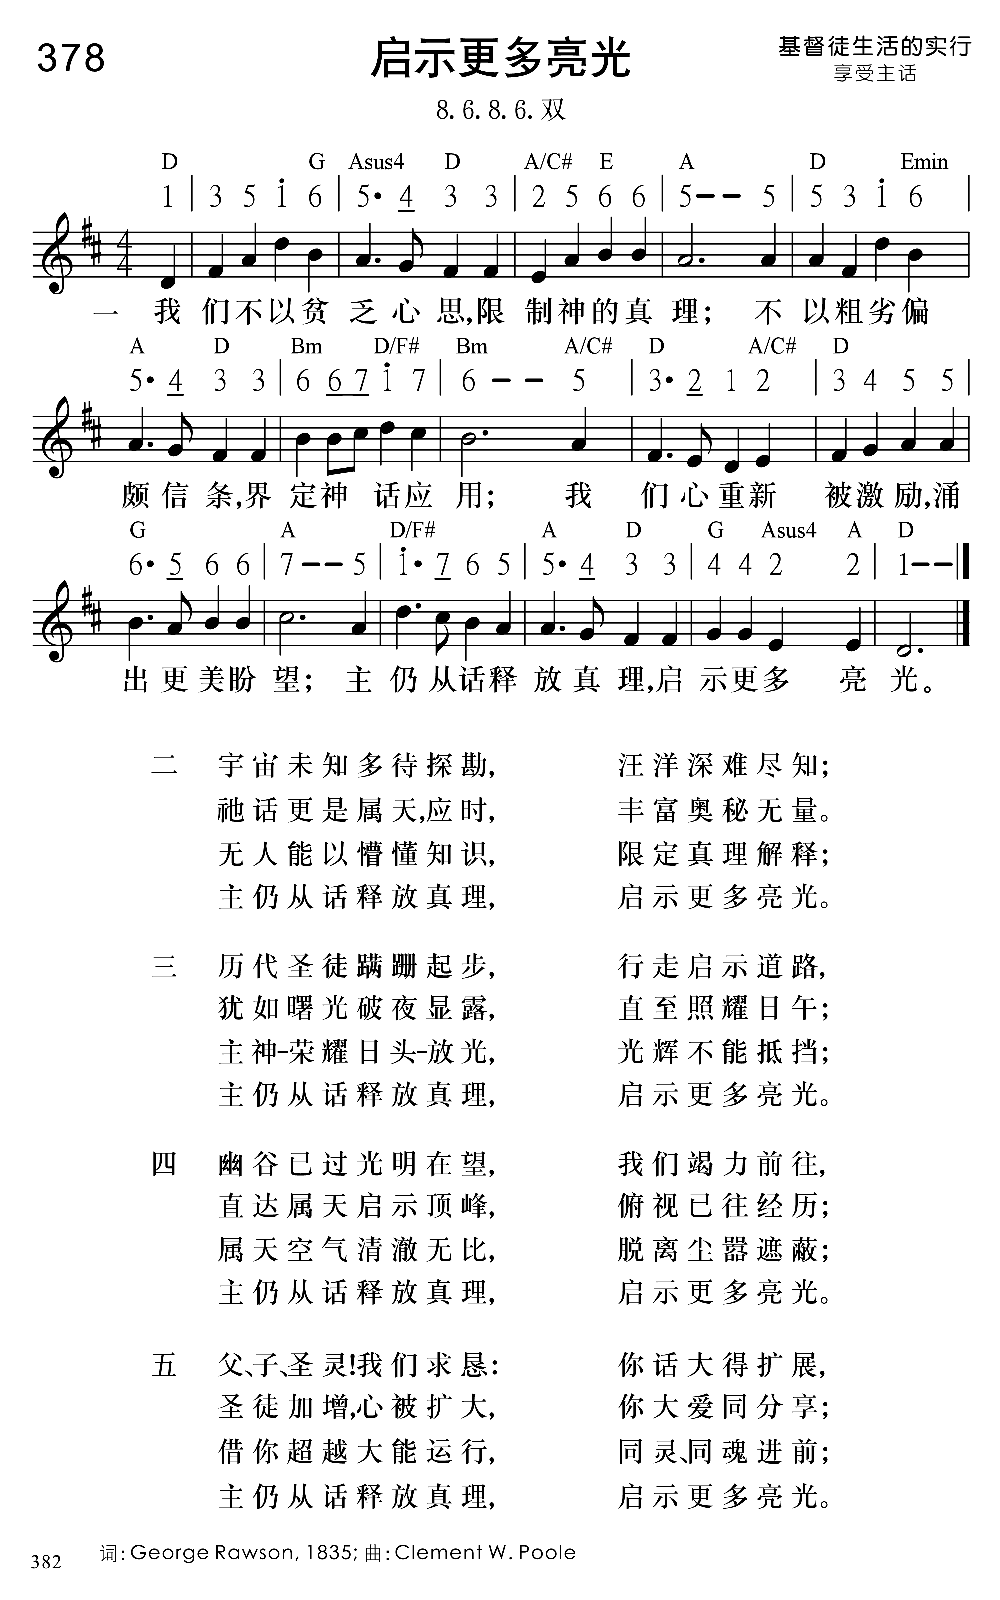 378
启示更多亮光
基督徒生活的实行
享受主话
8. 6. 8. 6. 双
D G Asus4 D A/C# E A D Emin
1 | 3 5 i 6 | 5· 4 3 3 | 2 5 6 6 | 5 – – 5 | 5 3 i 6 |
4 4
一 我 们不以贫 乏 心 思,限 制神的真 理; 不 以粗劣偏
A D Bm D/F# Bm A/C# D A/C# D
5· 4 3 3 | 6 6 7 i 7 | 6 – – 5 | 3· 2 1 2 | 3 4 5 5 |
颇 信 条,界 定神 话应 用; 我 们心重新 被激励,涌
G A D/F# A D G Asus4 A D
6· 5 6 6 | 7 – – 5 | i· 7 6 5 | 5· 4 3 3 | 4 4 2 2 | 1 – – ‖
出 更 美盼 望; 主 仍 从话释 放 真 理,启 示更多 亮 光。
二 宇宙未知多待探勘, 汪洋深难尽知;
祂话更是属天,应时, 丰富奥秘无量。
无人能以懵懂知识, 限定真理解释;
主仍从话释放真理, 启示更多亮光。
三 历代圣徒蹒跚起步, 行走启示道路,
犹如曙光破夜显露, 直至照耀日午;
主神-荣耀日头-放光, 光辉不能抵挡;
主仍从话释放真理, 启示更多亮光。
四 幽谷已过光明在望, 我们竭力前往,
直达属天启示顶峰, 俯视已往经历;
属天空气清澈无比, 脱离尘嚣遮蔽;
主仍从话释放真理, 启示更多亮光。
五 父、子、圣灵!我们求恳: 你话大得扩展,
圣徒加增,心被扩大, 你大爱同分享;
借你超越大能运行, 同灵、同魂进前;
主仍从话释放真理, 启示更多亮光。
词: George Rawson, 1835; 曲: Clement W. Poole
382